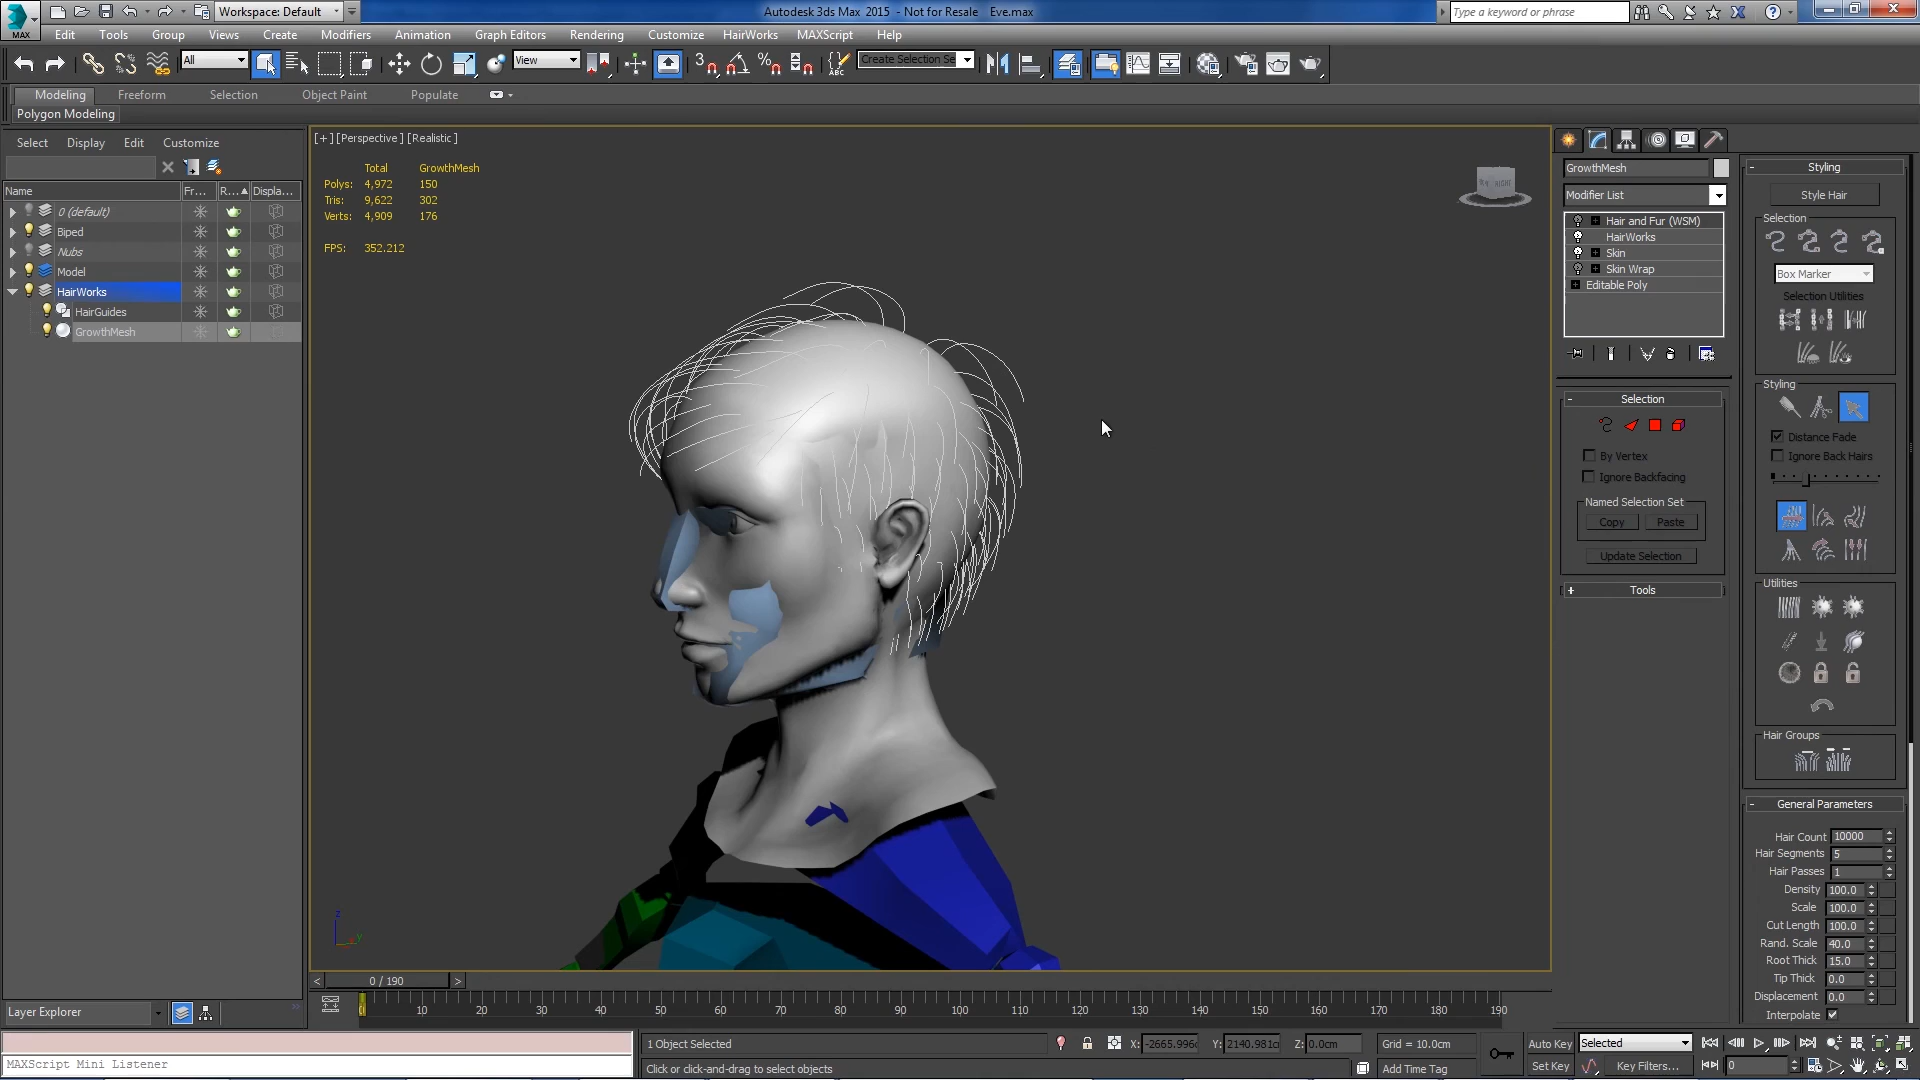 MAX
Workspace: Default
Autodesk 3ds Max 2015 - Not for Resale Eve.max
Type a keyword or phrase
Edit Tools Group Views Create Modifiers Animation Graph Editors Rendering Customize HairWorks MAXScript Help
All
View
3
%
ABC
Create Selection Se
Modeling Freeform Selection Object Paint Populate
Polygon Modeling
Select Display Edit Customize
Name Fr... R... Displa...
0 (default)
Biped
Nubs
Model
HairWorks
HairGuides
GrowthMesh
[+] [Perspective] [Realistic]
Total GrowthMesh
Polys: 4,972 150
Tris: 9,622 302
Verts: 4,909 176
FPS: 352.212
RIGHT
z
y
GrowthMesh
Modifier List
Hair and Fur (WSM)
HairWorks
Skin
Skin Wrap
Editable Poly
- Selection
By Vertex
Ignore Backfacing
Named Selection Set
Copy Paste
Update Selection
+ Tools
- Styling
Style Hair
Selection
Box Marker
Selection Utilities
Styling
Distance Fade
Ignore Back Hairs
Utilities
Hair Groups
- General Parameters
Hair Count 10000
Hair Segments 5
Hair Passes 1
Density 100.0
Scale 100.0
Cut Length 100.0
Rand. Scale 40.0
Root Thick 15.0
Tip Thick 0.0
Displacement 0.0
Interpolate
< 0 / 190 >
10 20 30 40 50 60 70 80 90 100 110 120 130 140 150 160 170 180 190
Layer Explorer
MAXScript Mini Listener
1 Object Selected
X: -2665.996c Y: 2140.981c Z: 0.0cm
Grid = 10.0cm
Auto Key Selected
Click or click-and-drag to select objects
Add Time Tag
Set Key Key Filters...
0